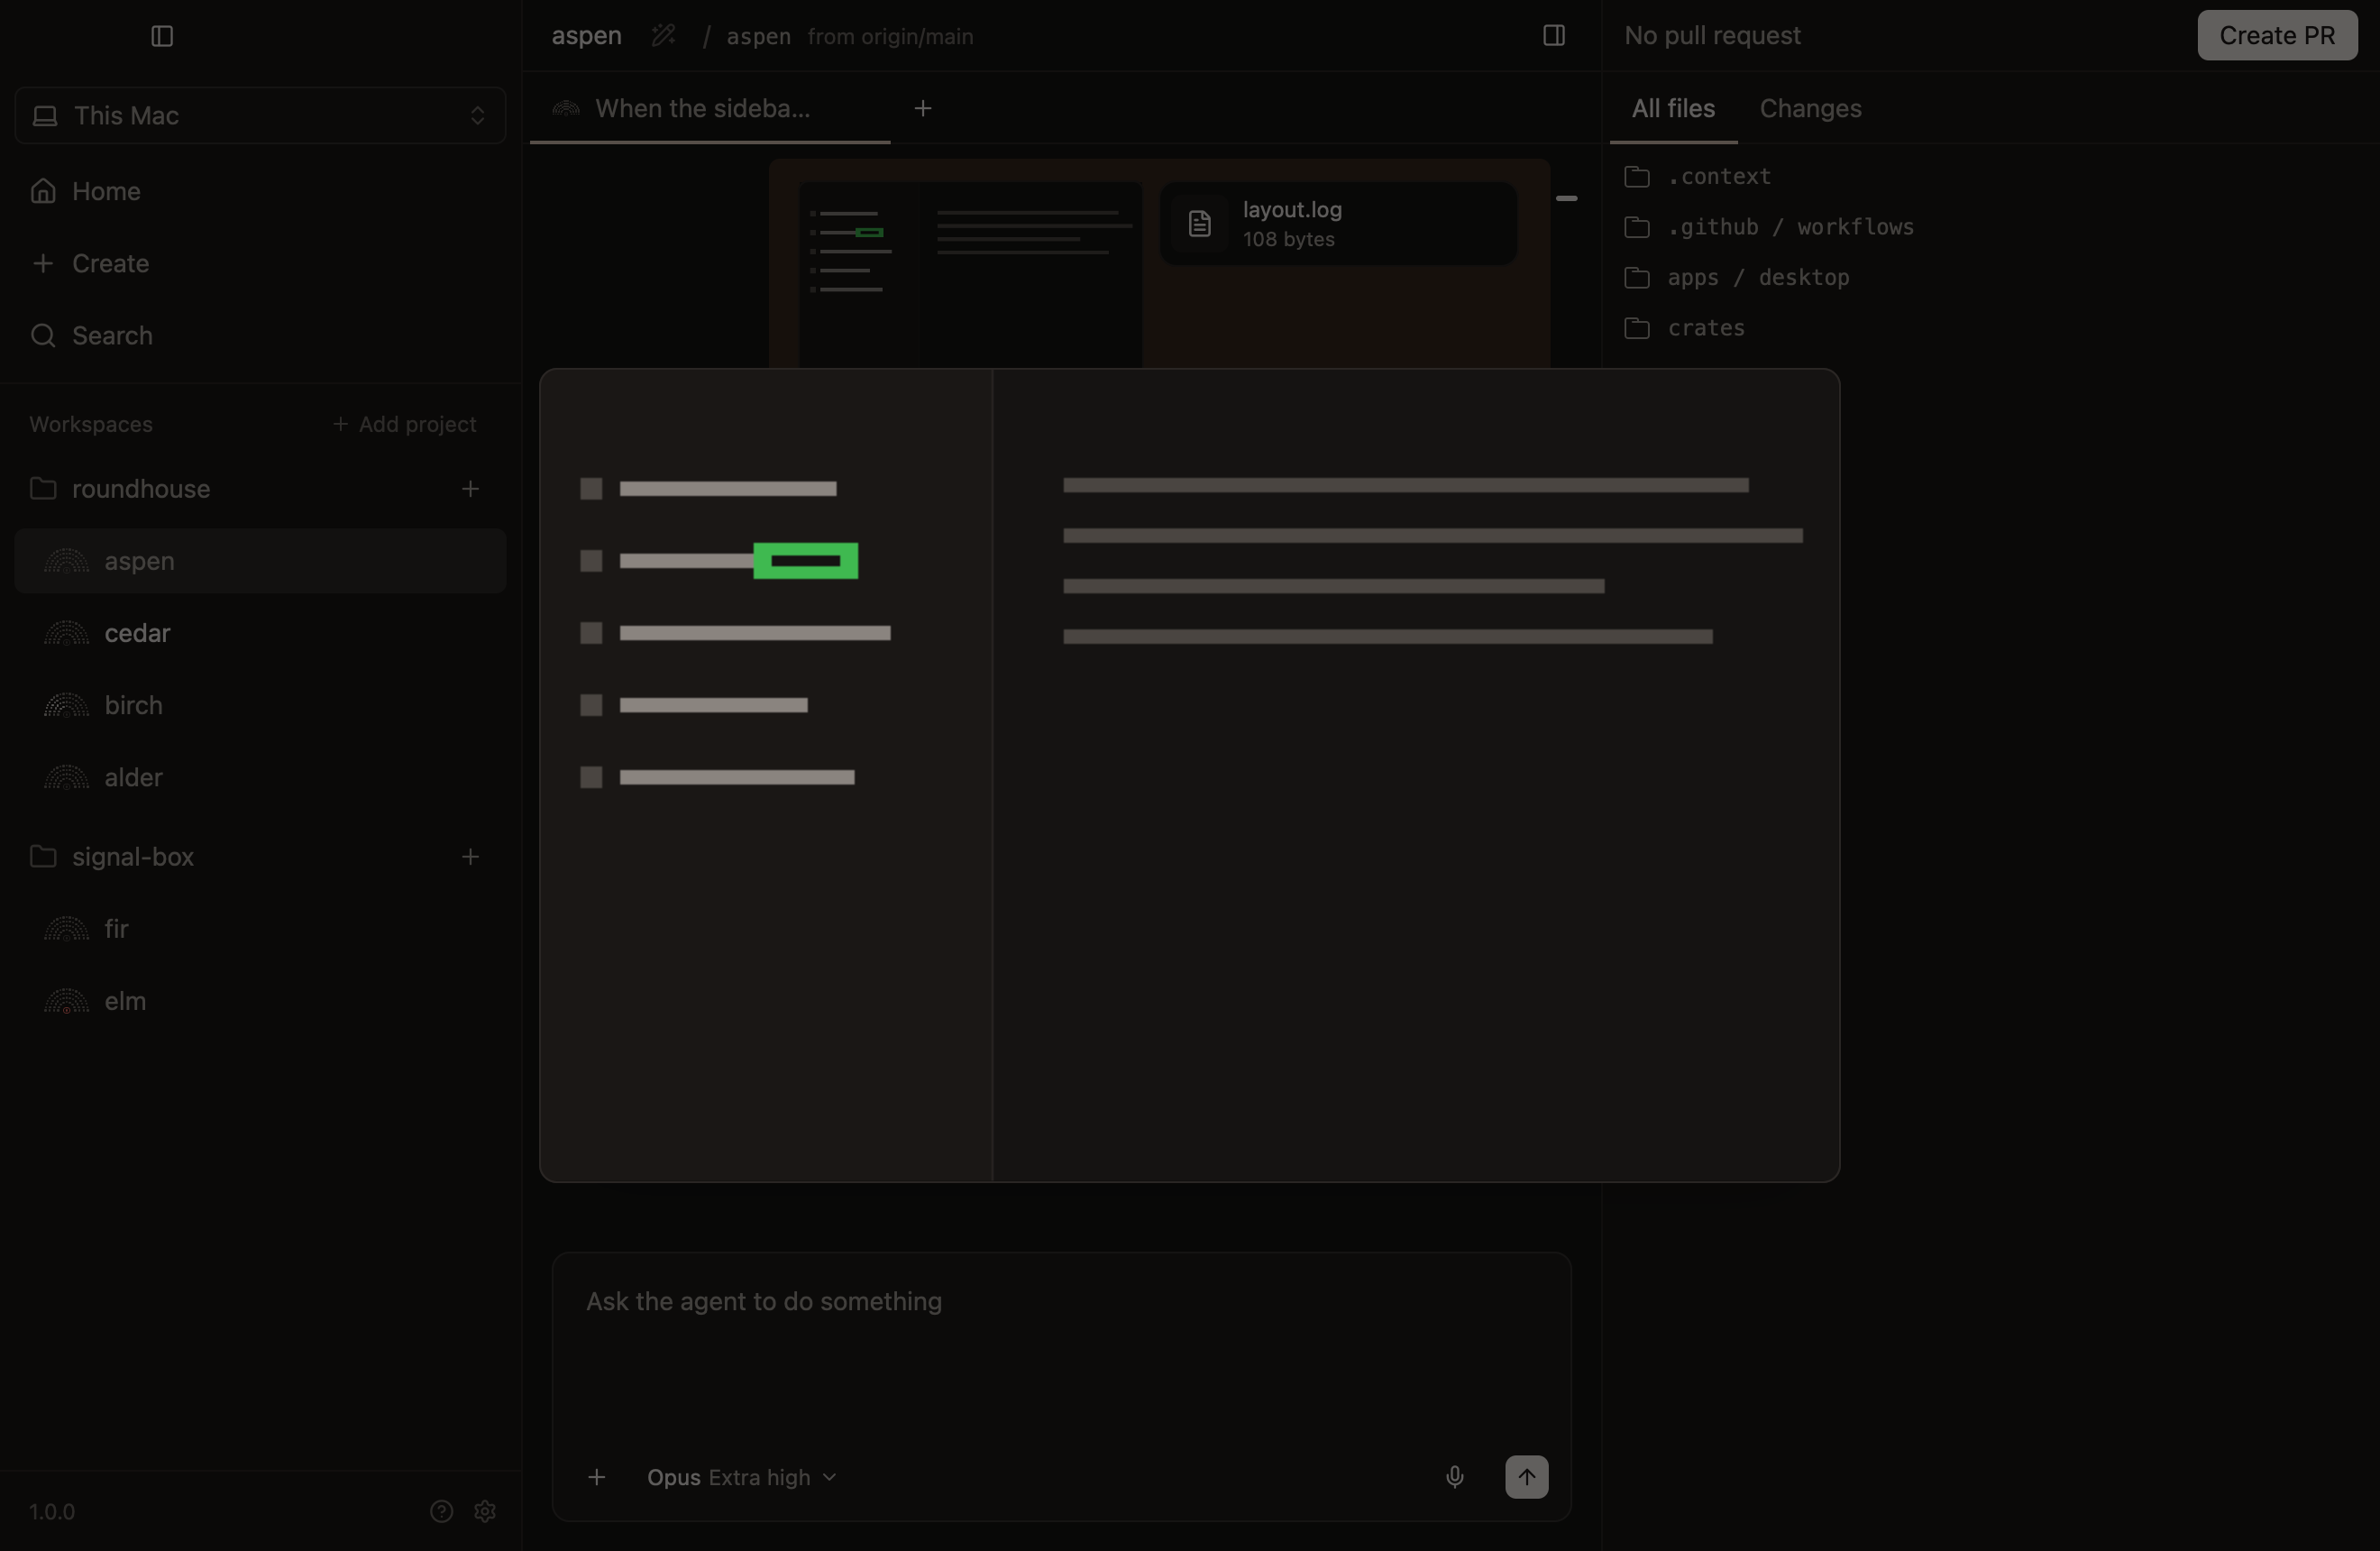 This Mac
Home
Create
Search
Workspaces
Add project
roundhouse
aspen
cedar
birch
alder
signal-box
fir
elm
1.0.0
aspen / aspen from origin/main
When the sideba...
layout.log
108 bytes
Ask the agent to do something
Opus Extra high
No pull request
Create PR
All files
Changes
.context
.github / workflows
apps / desktop
crates